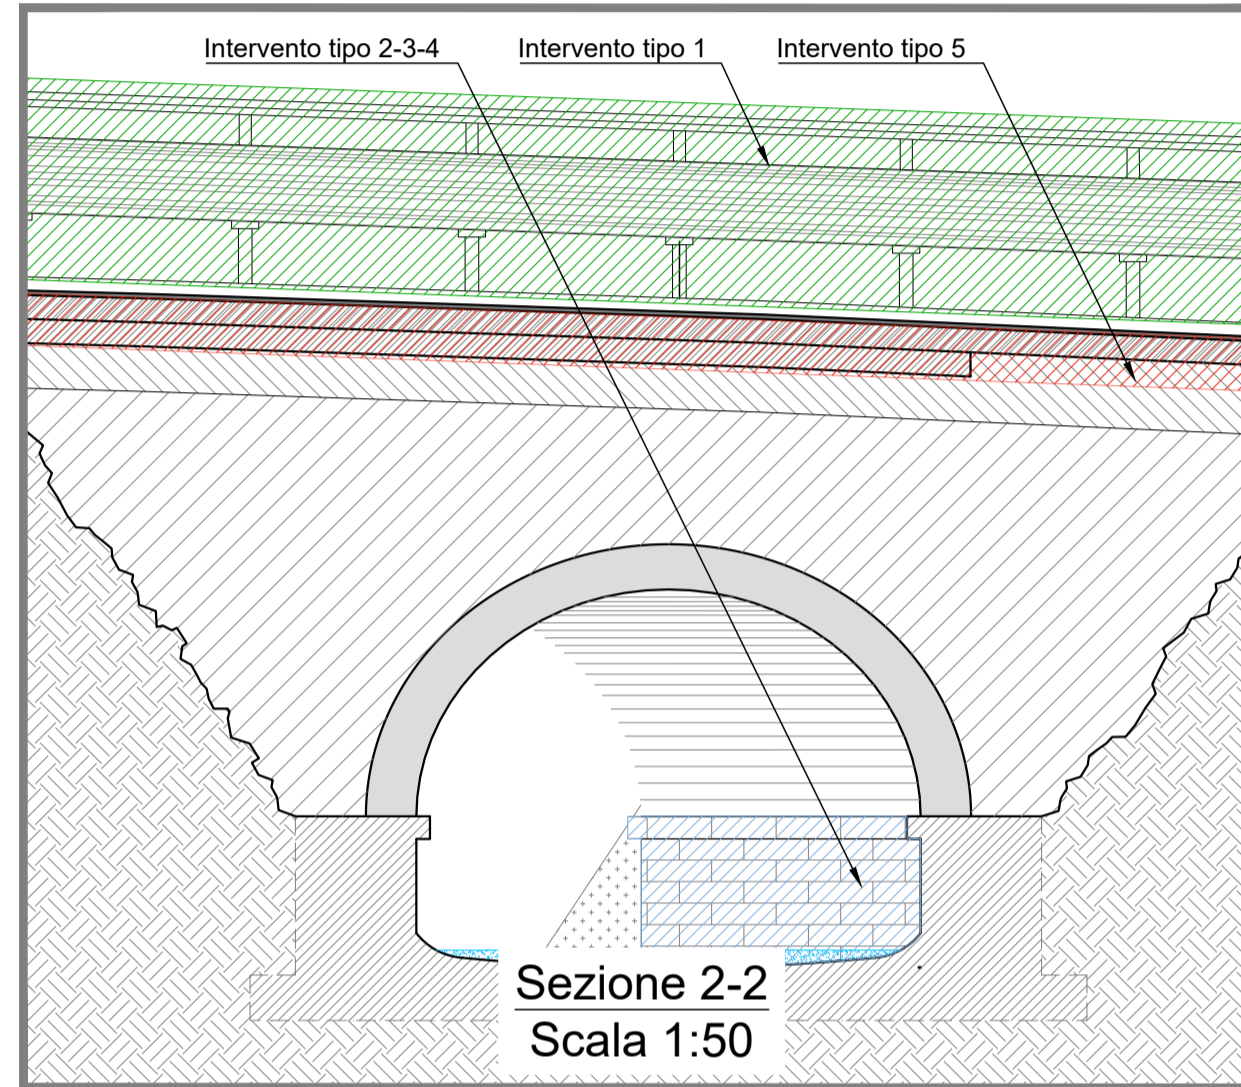 Intervento tipo 2-3-4
Intervento tipo 1
Intervento tipo 5
Sezione 2-2
Scala 1:50